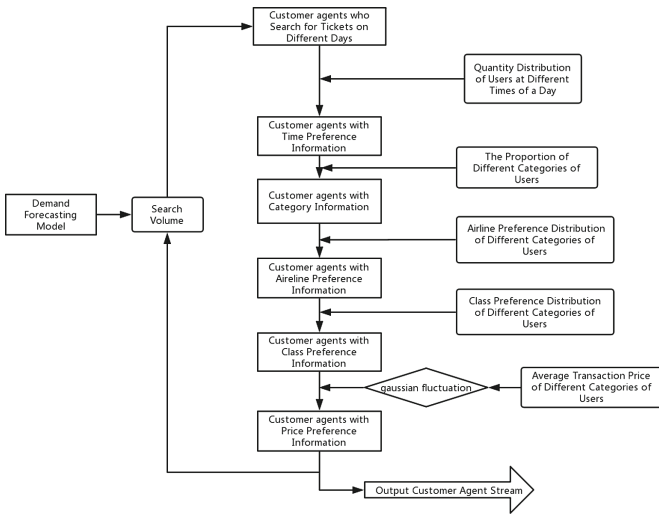 Customer agents who
Search for Tickets on
Different Days
Quantity Distribution
of Users at Different
Times of a Day
Customer agents with
Time Preference
Information
The Proportion of
Different Categories of
Users
Customer agents with
Category Information
Demand
Forecasting
Model
Search
Volume
Airline Preference Distribution
of Different Categories of
Users
Customer agents with
Aireline Preference
Information
Class Preference Distribution
of Different Categories of
Users
Customer agents with
Class Preference
Information
gaussian fluctuation
Average Transaction Price
of Different Categories of
Users
Customer agents with
Price Preference
Information
Output Customer Agent Stream